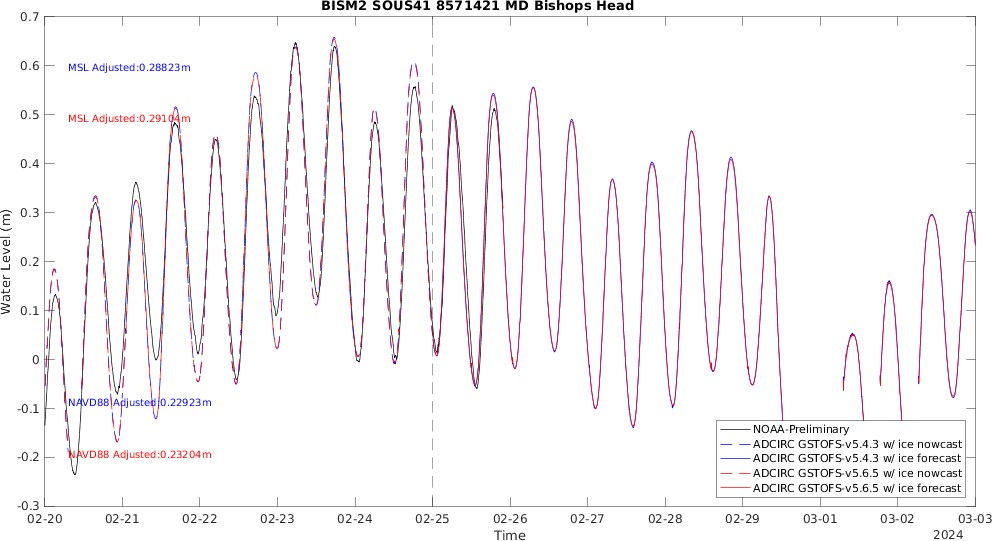 BISM2 SOUS41 8571421 MD Bishops Head
Water Level (m)
0.7
0.6
0.5
0.4
0.3
0.2
0.1
0
-0.1
-0.2
-0.3
MSL Adjusted:0.28823m
MSL Adjusted:0.29104m
NAVD88 Adjusted:0.22923m
NAVD88 Adjusted:0.23204m
NOAA-Preliminary
ADCIRC GSTOFS-v5.4.3 w/ ice nowcast
ADCIRC GSTOFS-v5.4.3 w/ ice forecast
ADCIRC GSTOFS-v5.6.5 w/ ice nowcast
ADCIRC GSTOFS-v5.6.5 w/ ice forecast
02-20 02-21 02-22 02-23 02-24 02-25 02-26 02-27 02-28 02-29 03-01 03-02 03-03
Time
2024